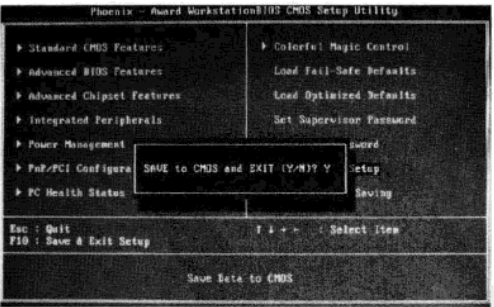 Phoenix - Award WorkstationBIOS CMOS Setup Utility
▶ Standard CMOS Features
▶ Advanced BIOS Features
▶ Advanced Chipset Features
▶ Integrated Peripherals
▶ Power Management
▶ PnP/PCI Configura
▶ PC Health Status
▶ Colorful Magic Control
Load Fail-Safe Defaults
Load Optimized Defaults
Set Supervisor Password
sword
Setup
Saving
SAVE to CMOS and EXIT (Y/N)? Y
Esc : Quit
F10 : Save & Exit Setup
↑ ↓ → ← : Select Item
Save Data to CMOS